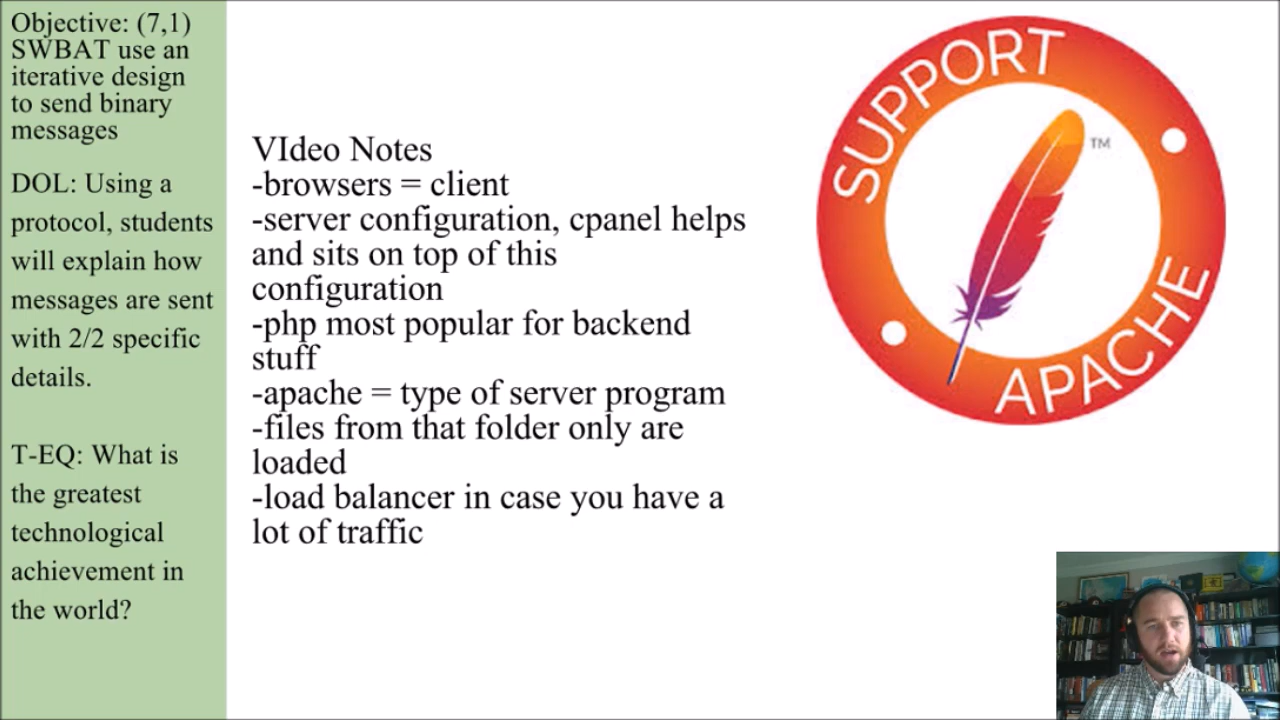 Objective: (7,1)
SWBAT use an
iterative design
to send binary
messages
DOL: Using a
protocol, students
will explain how
messages are sent
with 2/2 specific
details.
T-EQ: What is
the greatest
technological
achievement in
the world?
VIdeo Notes
-browsers = client
-server configuration, cpanel helps
and sits on top of this
configuration
-php most popular for backend
stuff
-apache = type of server program
-files from that folder only are
loaded
-load balancer in case you have a
lot of traffic
SUPPORT
TM
APACHE